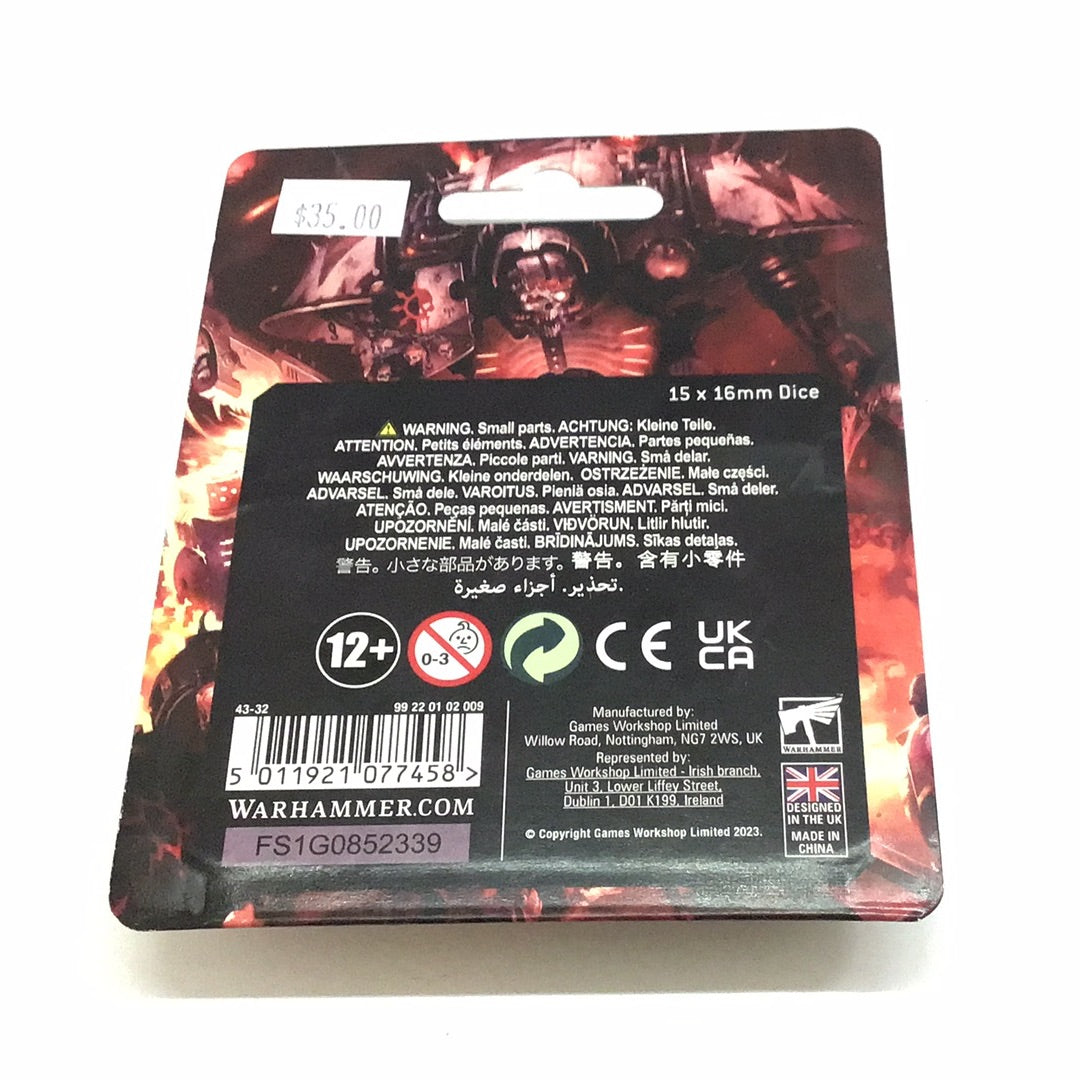 $35.00
15 x 16mm Dice
WARNING. Small parts. ACHTUNG: Kleine Teile.
ATTENTION. Petits éléments. ADVERTENCIA. Partes pequeñas.
AVVERTENZA. Piccole parti. VARNING. Små delar.
WAARSCHUWING. Kleine onderdelen. OSTRZEŻENIE. Małe części.
ADVARSEL. Små dele. VAROITUS. Pieniä osia. ADVARSEL. Små deler.
ATENÇÃO. Peças pequenas. AVERTISMENT. Părți mici.
UPOZORNĚNÍ. Malé části. VIÐVÖRUN. Litlir hlutir.
UPOZORNENIE. Malé časti. BRĪDINĀJUMS. Sīkas detaļas.
警告。小さな部品があります。警告。含有小零件
تحذير. أجزاء صغيرة.
12+
0-3
CE
UK
CA
43-32
99 22 01 02 009
5 011921 077458 >
WARHAMMER.COM
FS1G0852339
Manufactured by:
Games Workshop Limited
Willow Road, Nottingham, NG7 2WS, UK
Represented by:
Games Workshop Limited - Irish branch,
Unit 3, Lower Liffey Street,
Dublin 1, D01 K199, Ireland
© Copyright Games Workshop Limited 2023.
WARHAMMER
DESIGNED
IN THE UK
MADE IN
CHINA